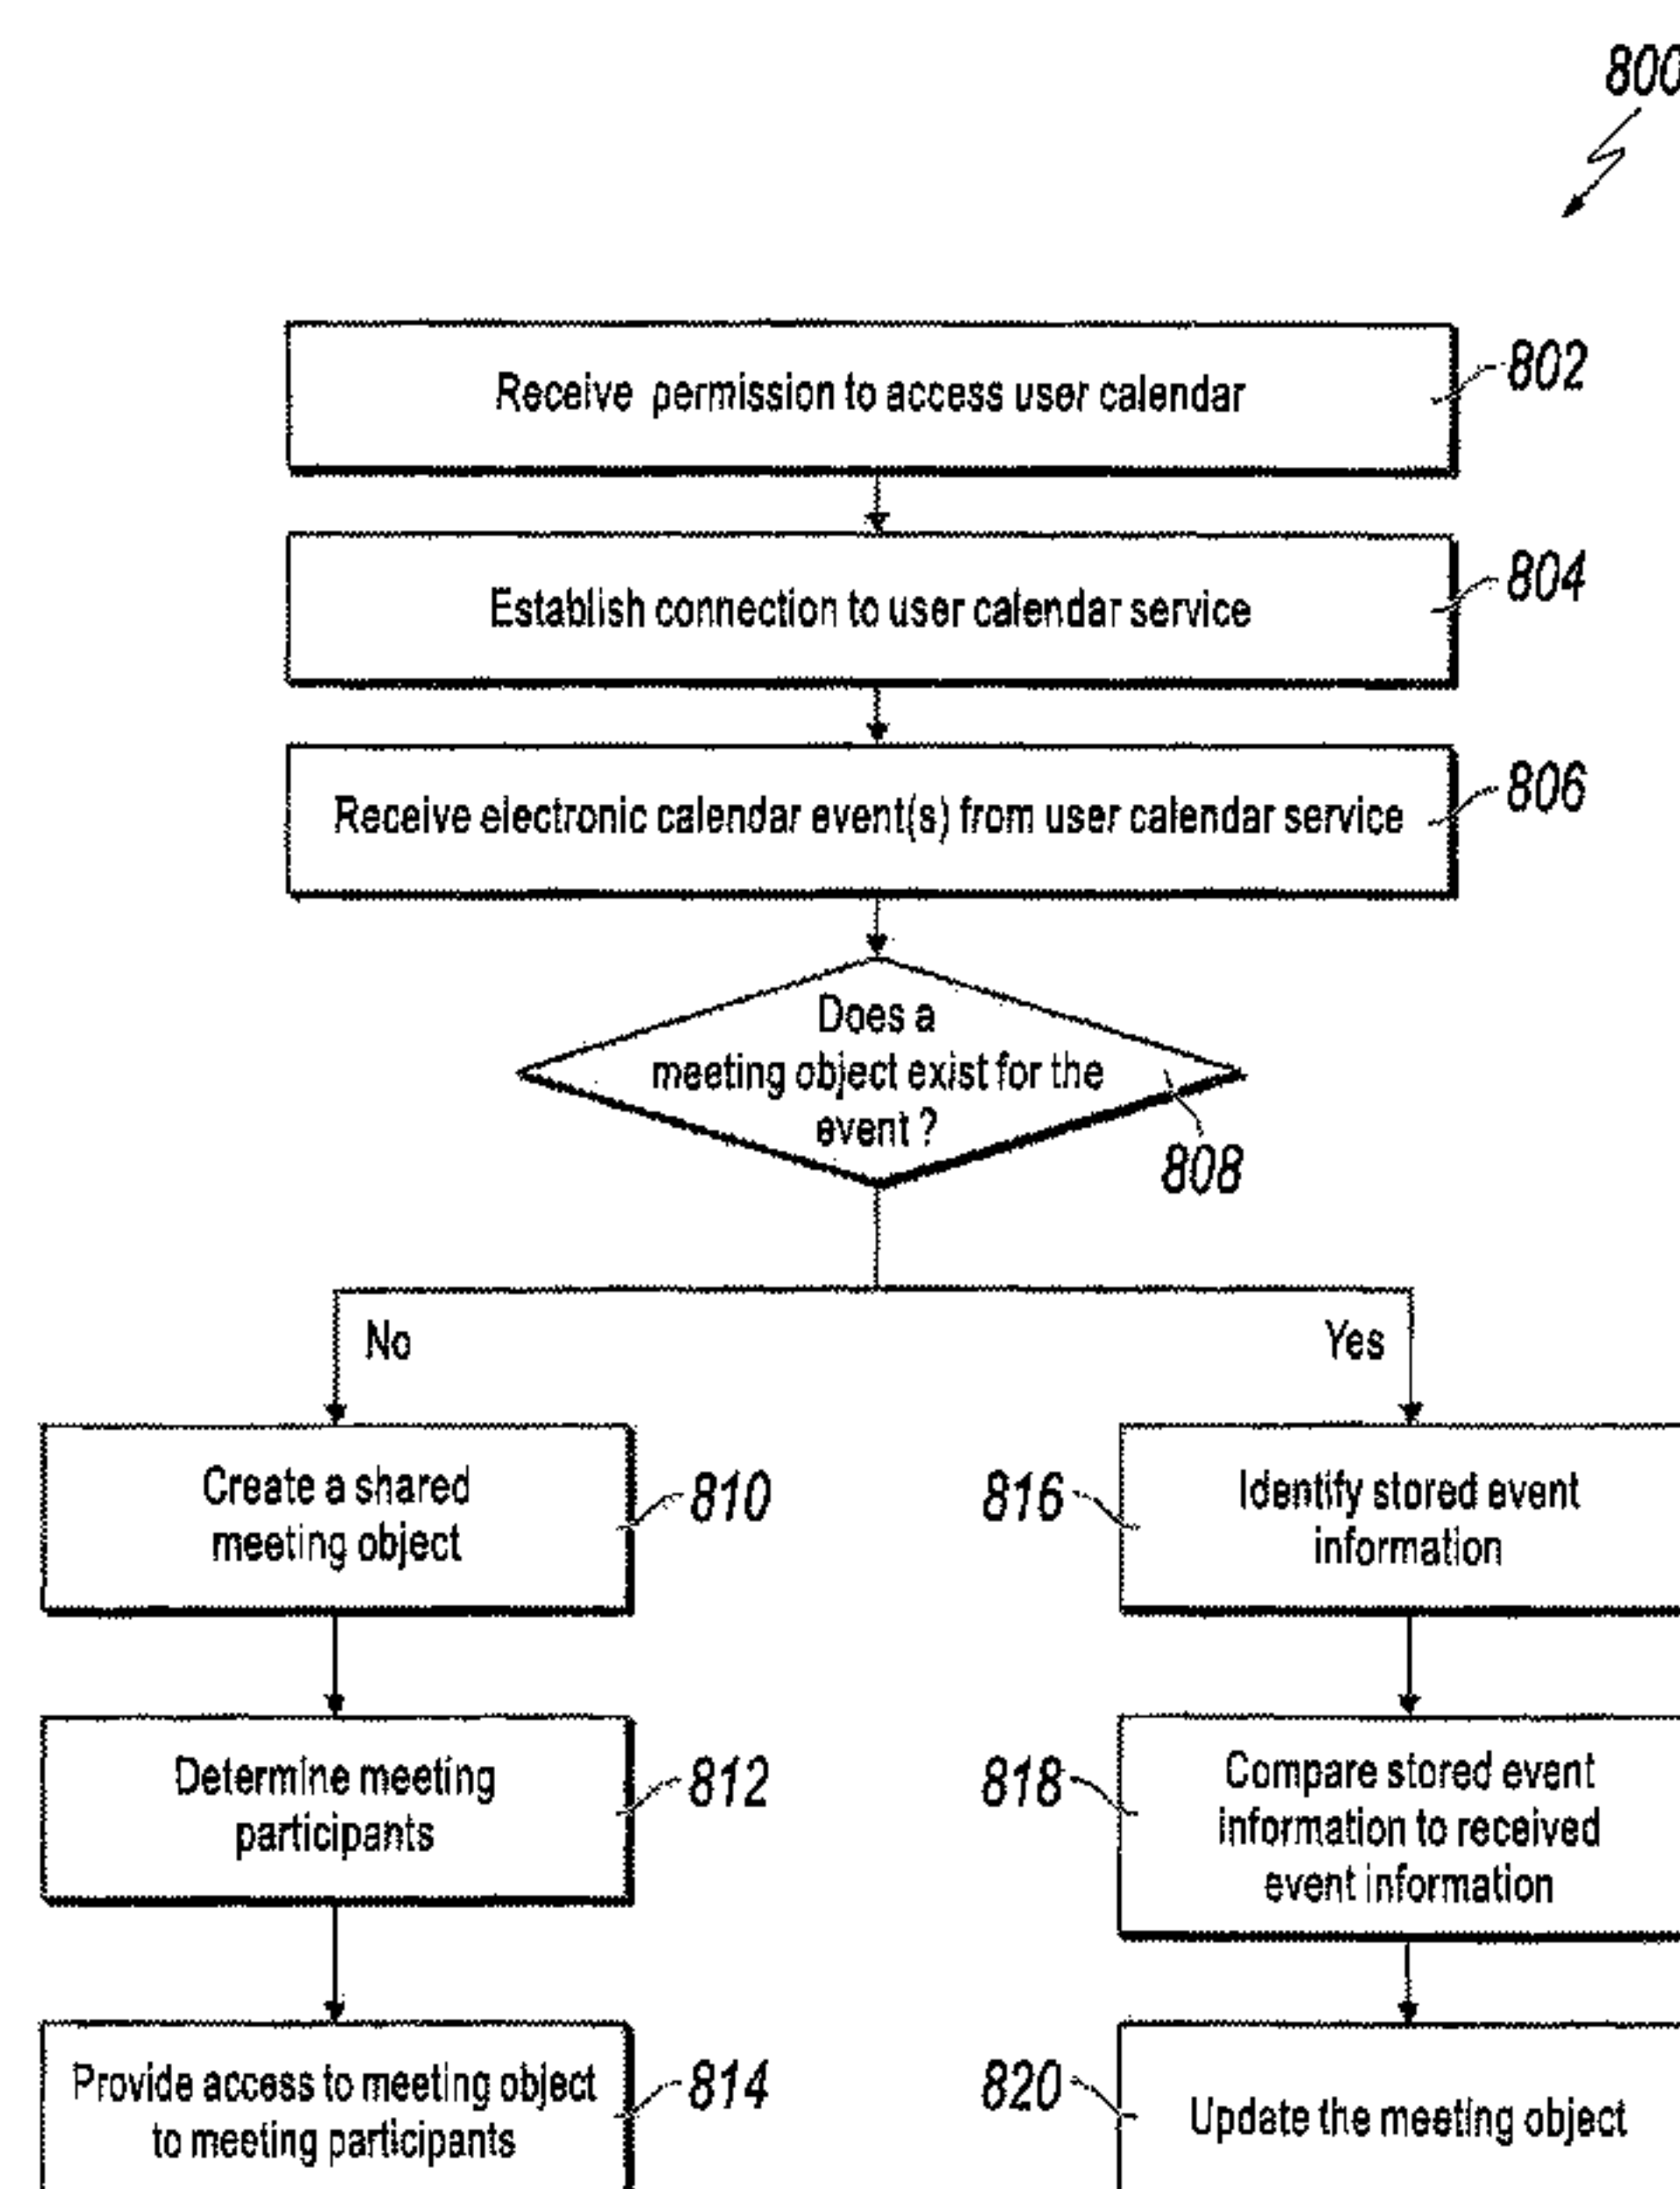 800
Receive permission to access user calendar
802
Establish connection to user calendar service
804
Receive electronic calendar event(s) from user calendar service
806
Does a
meeting object exist for the
event ?
808
No
Yes
Create a shared
meeting object
810
816
Identify stored event
information
Determine meeting
participants
812
818
Compare stored event
information to received
event information
Provide access to meeting object
to meeting participants
814
820
Update the meeting object